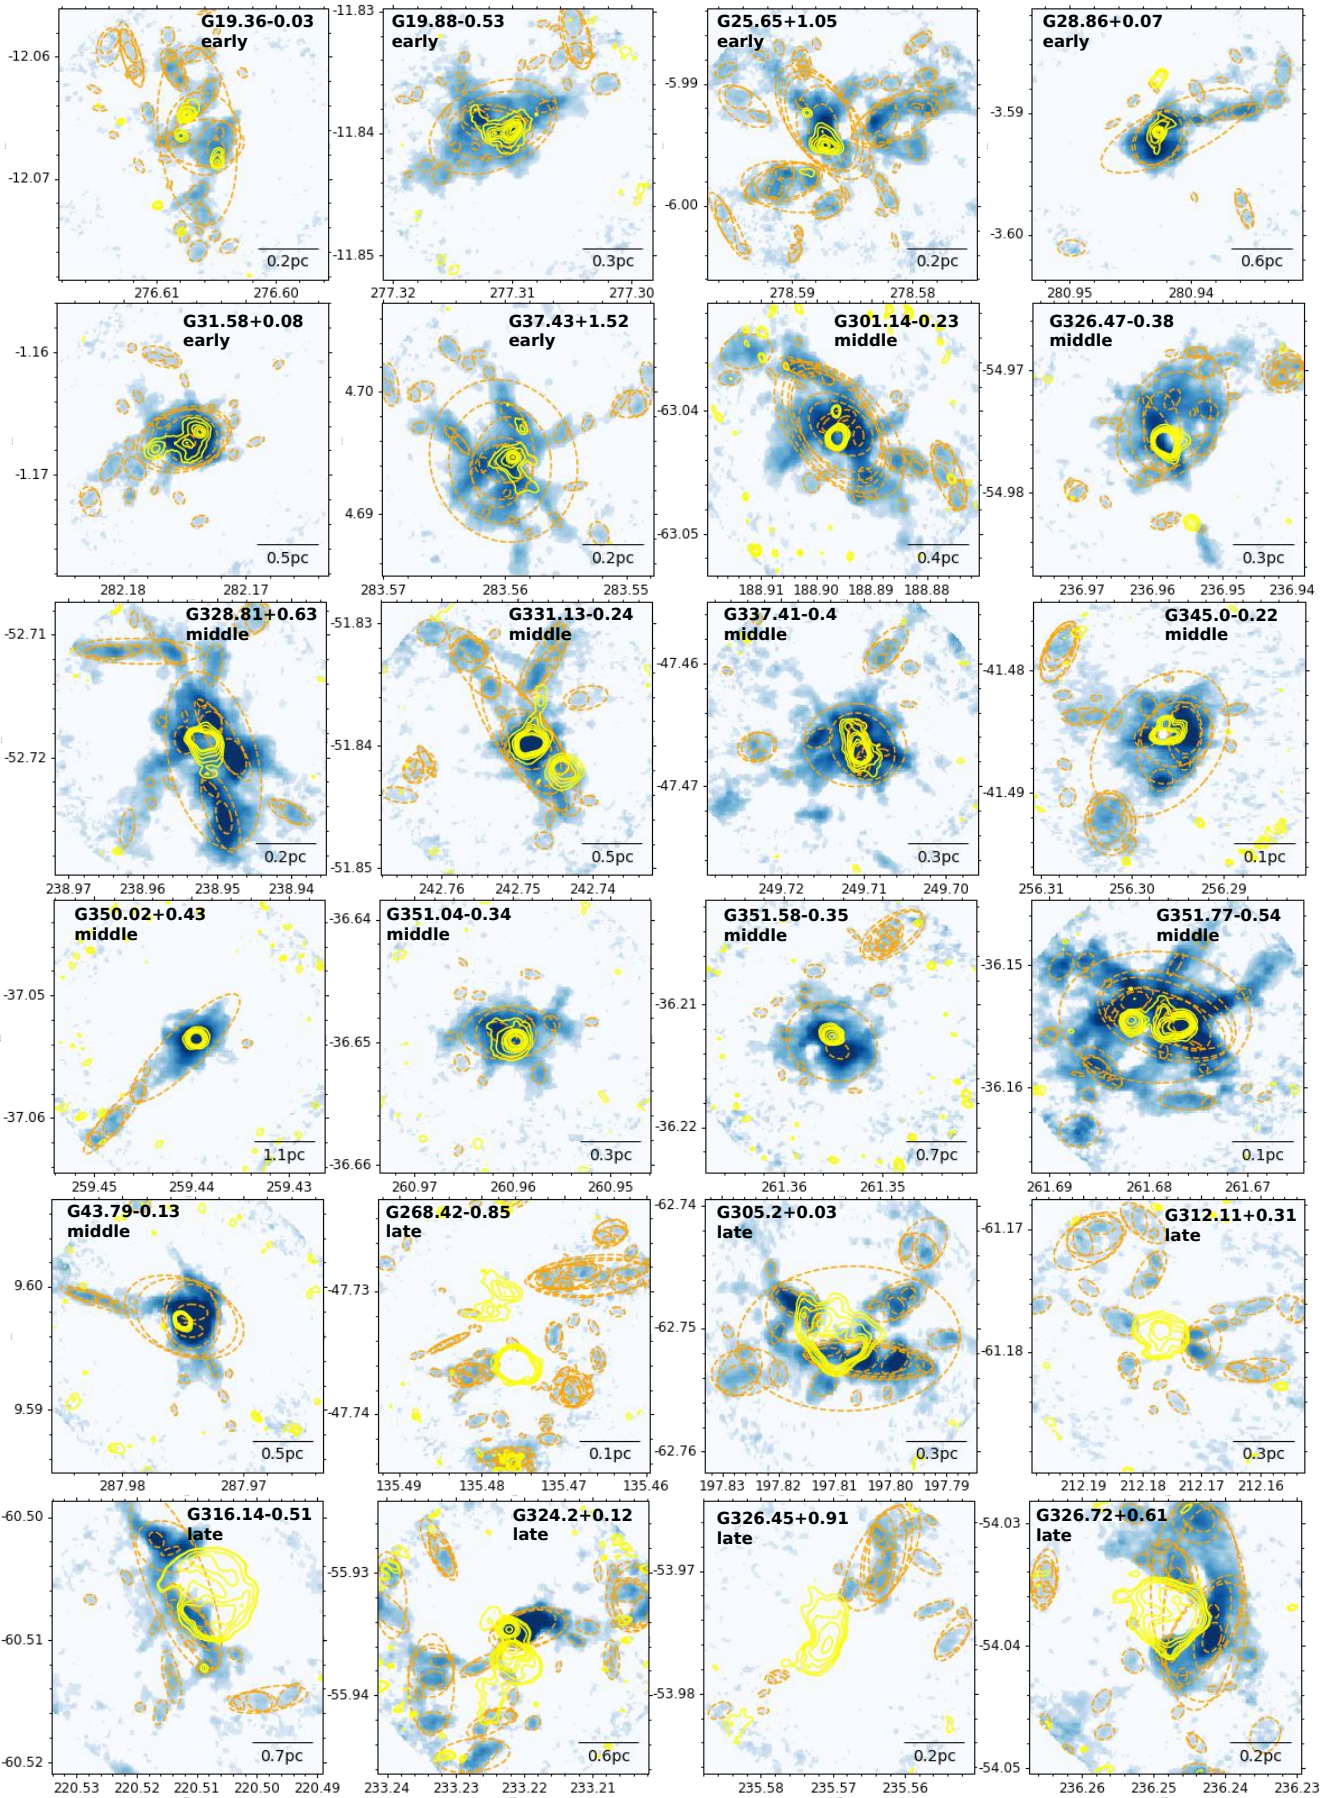 G19.36-0.03
early
-12.06
-12.07
276.61 276.60
0.2pc
G19.88-0.53
early
-11.83
-11.84
-11.85
277.32 277.31 277.30
0.3pc
G25.65+1.05
early
-5.99
-6.00
278.59 278.58
0.2pc
G28.86+0.07
early
-3.59
-3.60
280.95 280.94
0.6pc
G31.58+0.08
early
-1.16
-1.17
282.18 282.17
0.5pc
G37.43+1.52
early
4.70
4.69
283.57 283.56 283.55
0.2pc
G301.14-0.23
middle
-63.04
-63.05
188.91 188.90 188.89 188.88
0.4pc
G326.47-0.38
middle
-54.97
-54.98
236.97 236.96 236.95 236.94
0.3pc
G328.81+0.63
middle
-52.71
-52.72
238.97 238.96 238.95 238.94
0.2pc
G331.13-0.24
middle
-51.83
-51.84
-51.85
242.76 242.75 242.74
0.5pc
G337.41-0.4
middle
-47.46
-47.47
249.72 249.71 249.70
0.3pc
G345.0-0.22
middle
-41.48
-41.49
256.31 256.30 256.29
0.1pc
G350.02+0.43
middle
-37.05
-37.06
259.45 259.44 259.43
1.1pc
G351.04-0.34
middle
-36.64
-36.65
-36.66
260.97 260.96 260.95
0.3pc
G351.58-0.35
middle
-36.21
-36.22
261.36 261.35
0.7pc
G351.77-0.54
middle
-36.15
-36.16
261.69 261.68 261.67
0.1pc
G43.79-0.13
middle
9.60
9.59
287.98 287.97
0.5pc
G268.42-0.85
late
-47.73
-47.74
135.49 135.48 135.47 135.46
0.1pc
G305.2+0.03
late
-62.74
-62.75
-62.76
197.83 197.82 197.81 197.80 197.79
0.3pc
G312.11+0.31
late
-61.17
-61.18
212.19 212.18 212.17 212.16
0.3pc
G316.14-0.51
late
-60.50
-60.51
-60.52
220.53 220.52 220.51 220.50 220.49
0.7pc
G324.2+0.12
late
-55.93
-55.94
233.24 233.23 233.22 233.21
0.6pc
G326.45+0.91
late
-53.97
-53.98
235.58 235.57 235.56
0.2pc
G326.72+0.61
late
-54.03
-54.04
-54.05
236.26 236.25 236.24 236.23
0.2pc